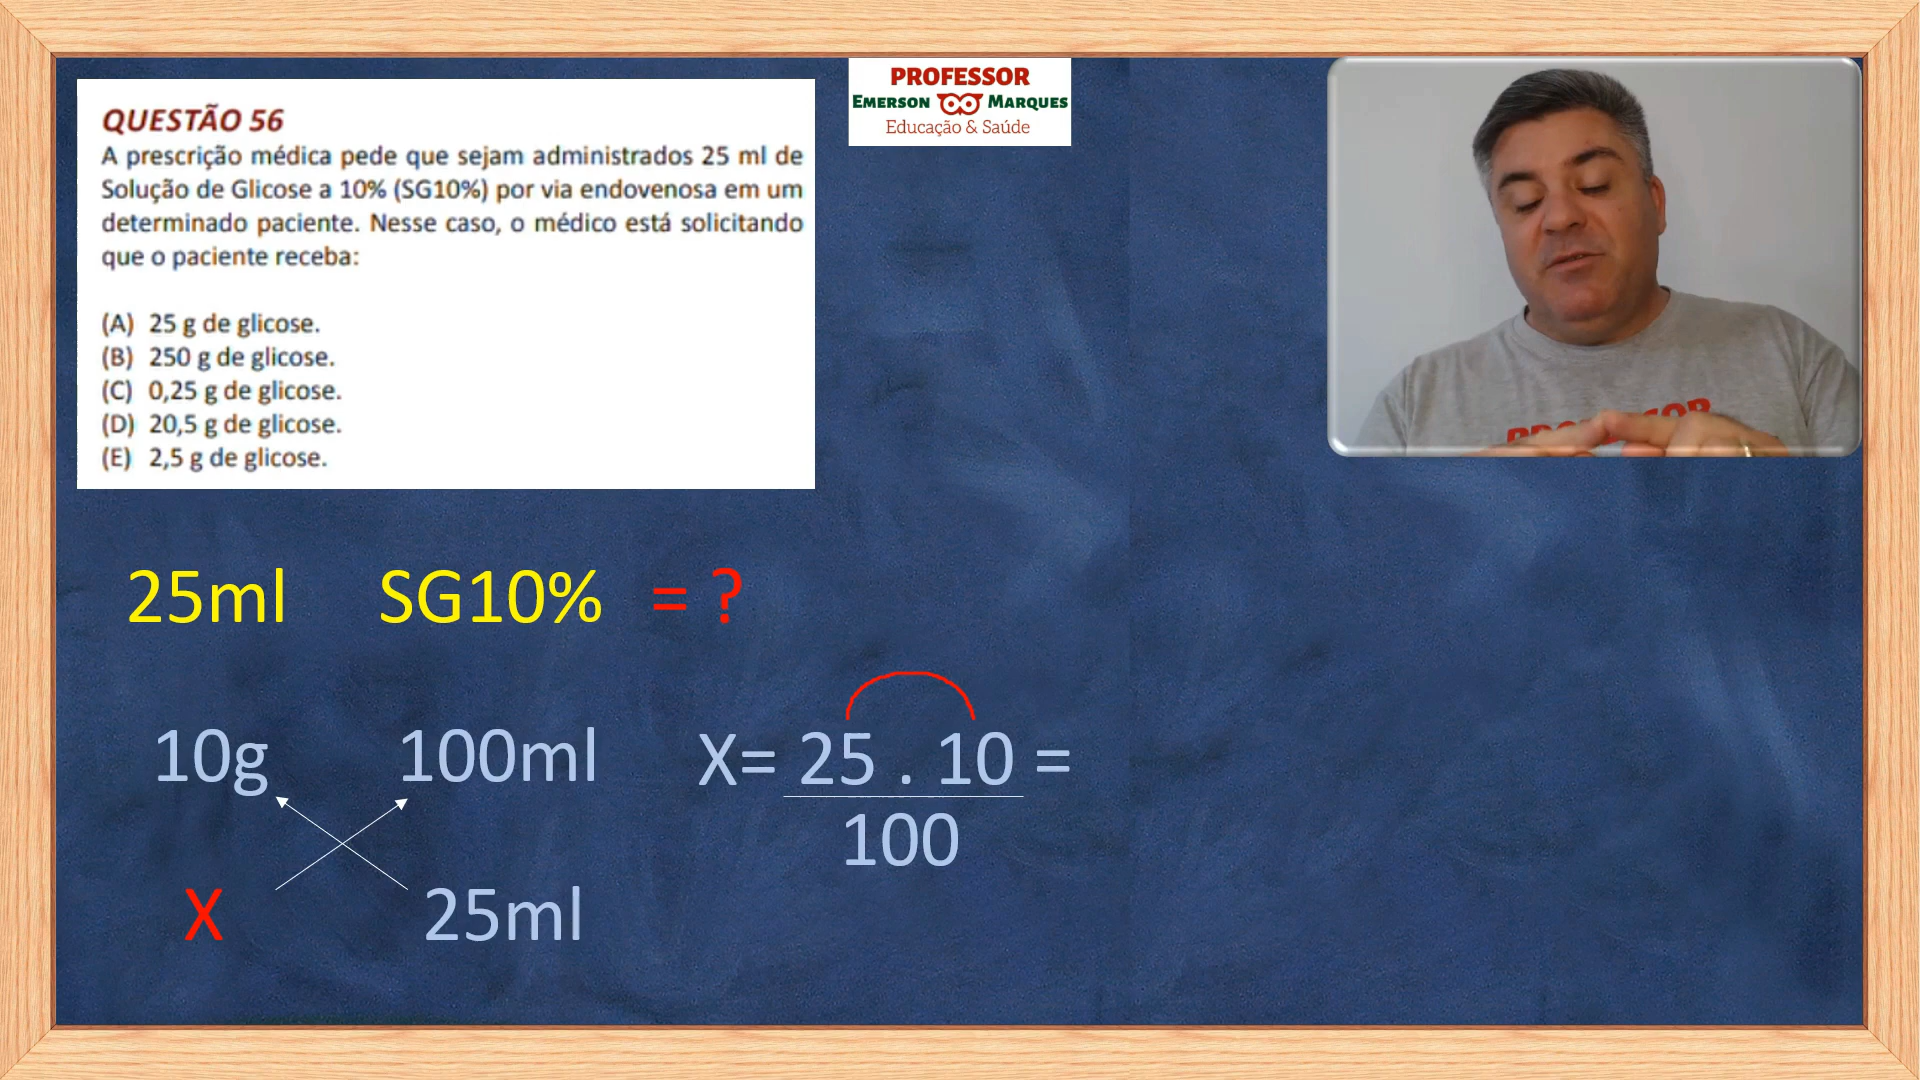 QUESTÃO 56
A prescrição médica pede que sejam administrados 25 ml de
Solução de Glicose a 10% (SG10%) por via endovenosa em um
determinado paciente. Nesse caso, o médico está solicitando
que o paciente receba:
(A) 25 g de glicose.
(B) 250 g de glicose.
(C) 0,25 g de glicose.
(D) 20,5 g de glicose.
(E) 2,5 g de glicose.
PROFESSOR
EMERSON MARQUES
Educação & Saúde
25ml SG10% = ?
10g 100ml
X 25ml
X= 25 . 10 =
100